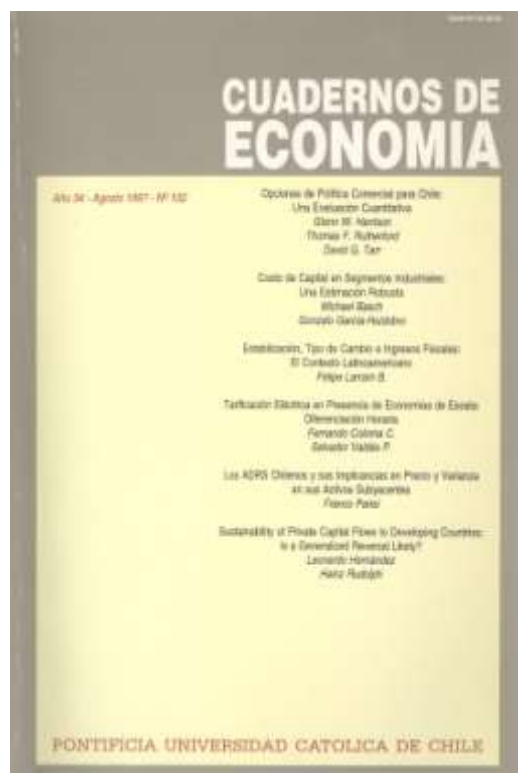 CUADERNOS DE
ECONOMIA
Año 34 - Agosto 1997 - Nº 102
Opciones de Política Comercial para Chile:
Una Evaluación Cuantitativa
Glenn W. Harrison
Thomas F. Rutherford
David G. Tarr
Costo de Capital en Segmentos Industriales:
Una Estimación Robusta
Michael Basch
Gonzalo García-Huidobro
Estabilización, Tipo de Cambio e Ingresos Fiscales:
El Contexto Latinoamericano
Felipe Larraín B.
Tarificación Eléctrica en Presencia de Economías de Escala:
Diferenciación Horaria
Fernando Coloma C.
Salvador Valdés P.
Los ADRS Chilenos y sus Implicancias en Precio y Varianza
en sus Activos Subyacentes
Franco Parisi
Sustainability of Private Capital Flows to Developing Countries:
Is a Generalized Reversal Likely?
Leonardo Hernández
Heinz Rudolph
PONTIFICIA UNIVERSIDAD CATOLICA DE CHILE